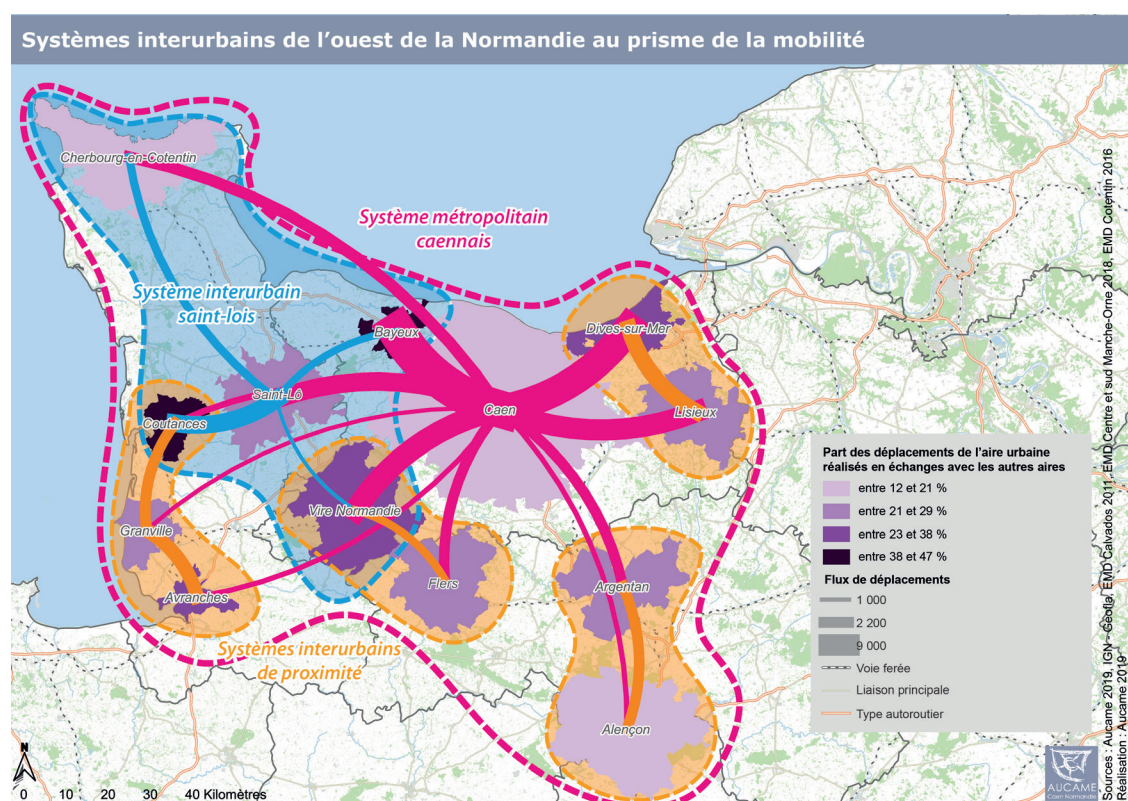 Systèmes interurbains de l’ouest de la Normandie au prisme de la mobilité
Cherbourg-en-Cotentin
Système métropolitain
caennais
Système interurbain
saint-lois
Bayeux
Dives-sur-Mer
Saint-Lô
Caen
Lisieux
Coutances
Vire Normandie
Granville
Flers
Argentan
Avranches
Systèmes interurbains
de proximité
Alençon
Part des déplacements de l’aire urbaine
réalisés en échanges avec les autres aires
entre 12 et 21 %
entre 21 et 29 %
entre 23 et 38 %
entre 38 et 47 %
Flux de déplacements
1 000
2 200
9 000
Voie ferée
Liaison principale
Type autoroutier
N
0 10 20 30 40 Kilomètres
AUCAME
Caen Normandie
Sources : Aucame 2019, IGN - Géofla, EMD Calvados 2011, EMD Centre et sud Manche-Orne 2018, EMD Cotentin 2016
Réalisation : Aucame 2019